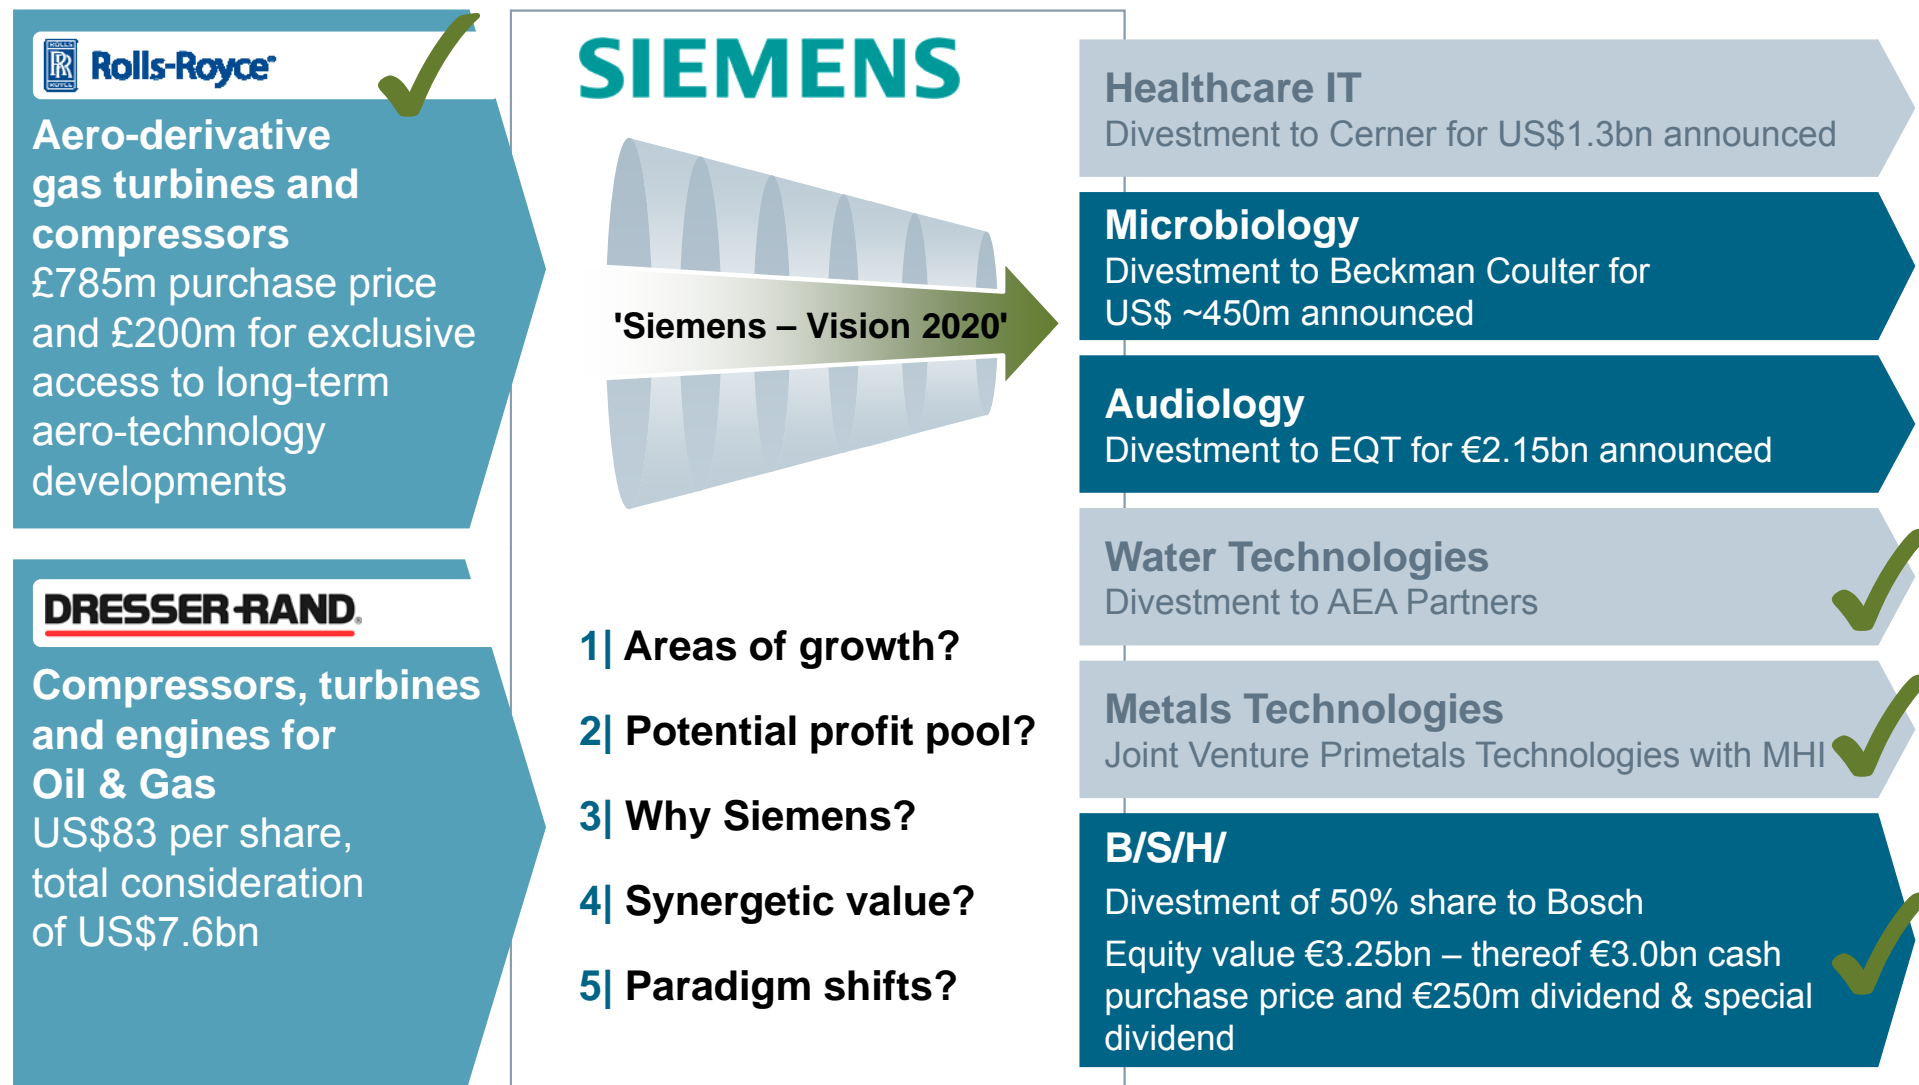 Rolls-Royce
Aero-derivative
gas turbines and
compressors
£785m purchase price
and £200m for exclusive
access to long-term
aero-technology
developments
DRESSER-RAND®
Compressors, turbines
and engines for
Oil & Gas
US$83 per share,
total consideration
of US$7.6bn
SIEMENS
'Siemens – Vision 2020'
1| Areas of growth?
2| Potential profit pool?
3| Why Siemens?
4| Synergetic value?
5| Paradigm shifts?
Healthcare IT
Divestment to Cerner for US$1.3bn announced
Microbiology
Divestment to Beckman Coulter for
US$ ~450m announced
Audiology
Divestment to EQT for €2.15bn announced
Water Technologies
Divestment to AEA Partners
Metals Technologies
Joint Venture Primetals Technologies with MHI
B/S/H/
Divestment of 50% share to Bosch
Equity value €3.25bn – thereof €3.0bn cash
purchase price and €250m dividend & special
dividend